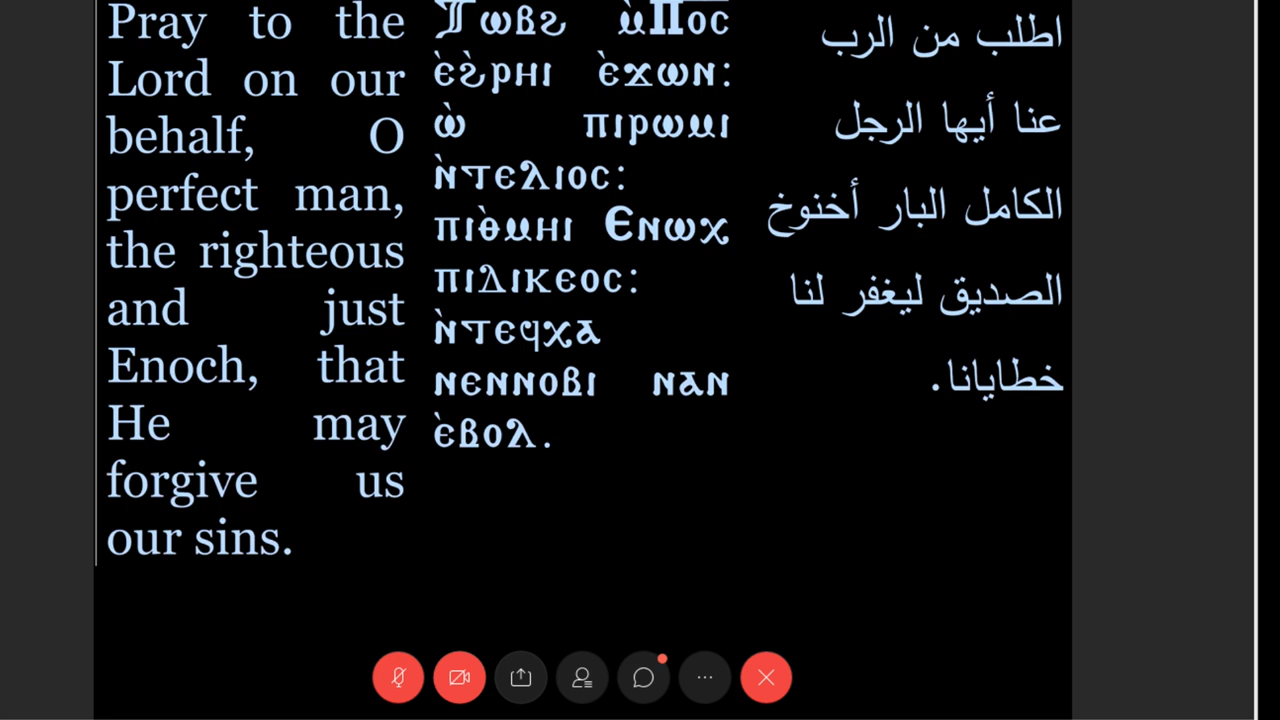 Pray to the
Lord on our
behalf, O
perfect man,
the righteous
and just
Enoch, that
He may
forgive us
our sins.
Ⲧⲱⲃϩ ⲙ̀Ⲡⲟ̅ⲥ̅
ⲉ̀ϩ̀ⲣⲏⲓ ⲉ̀ϫⲱⲛ:
ⲱ̀ ⲡⲓⲣⲱⲙⲓ
ⲛ̀ⲧⲉⲗⲓⲟⲥ:
ⲡⲓⲑ̀ⲙⲏⲓ Ⲉⲛⲱⲭ
ⲡⲓⲇⲓⲕⲉⲟⲥ:
ⲛ̀ⲧⲉϥⲭⲁ
ⲛⲉⲛⲛⲟⲃⲓ ⲛⲁⲛ
ⲉ̀ⲃⲟⲗ.
اطلب من الرب
عنا أيها الرجل
الكامل البار أخنوخ
الصديق ليغفر لنا
خطايانا.